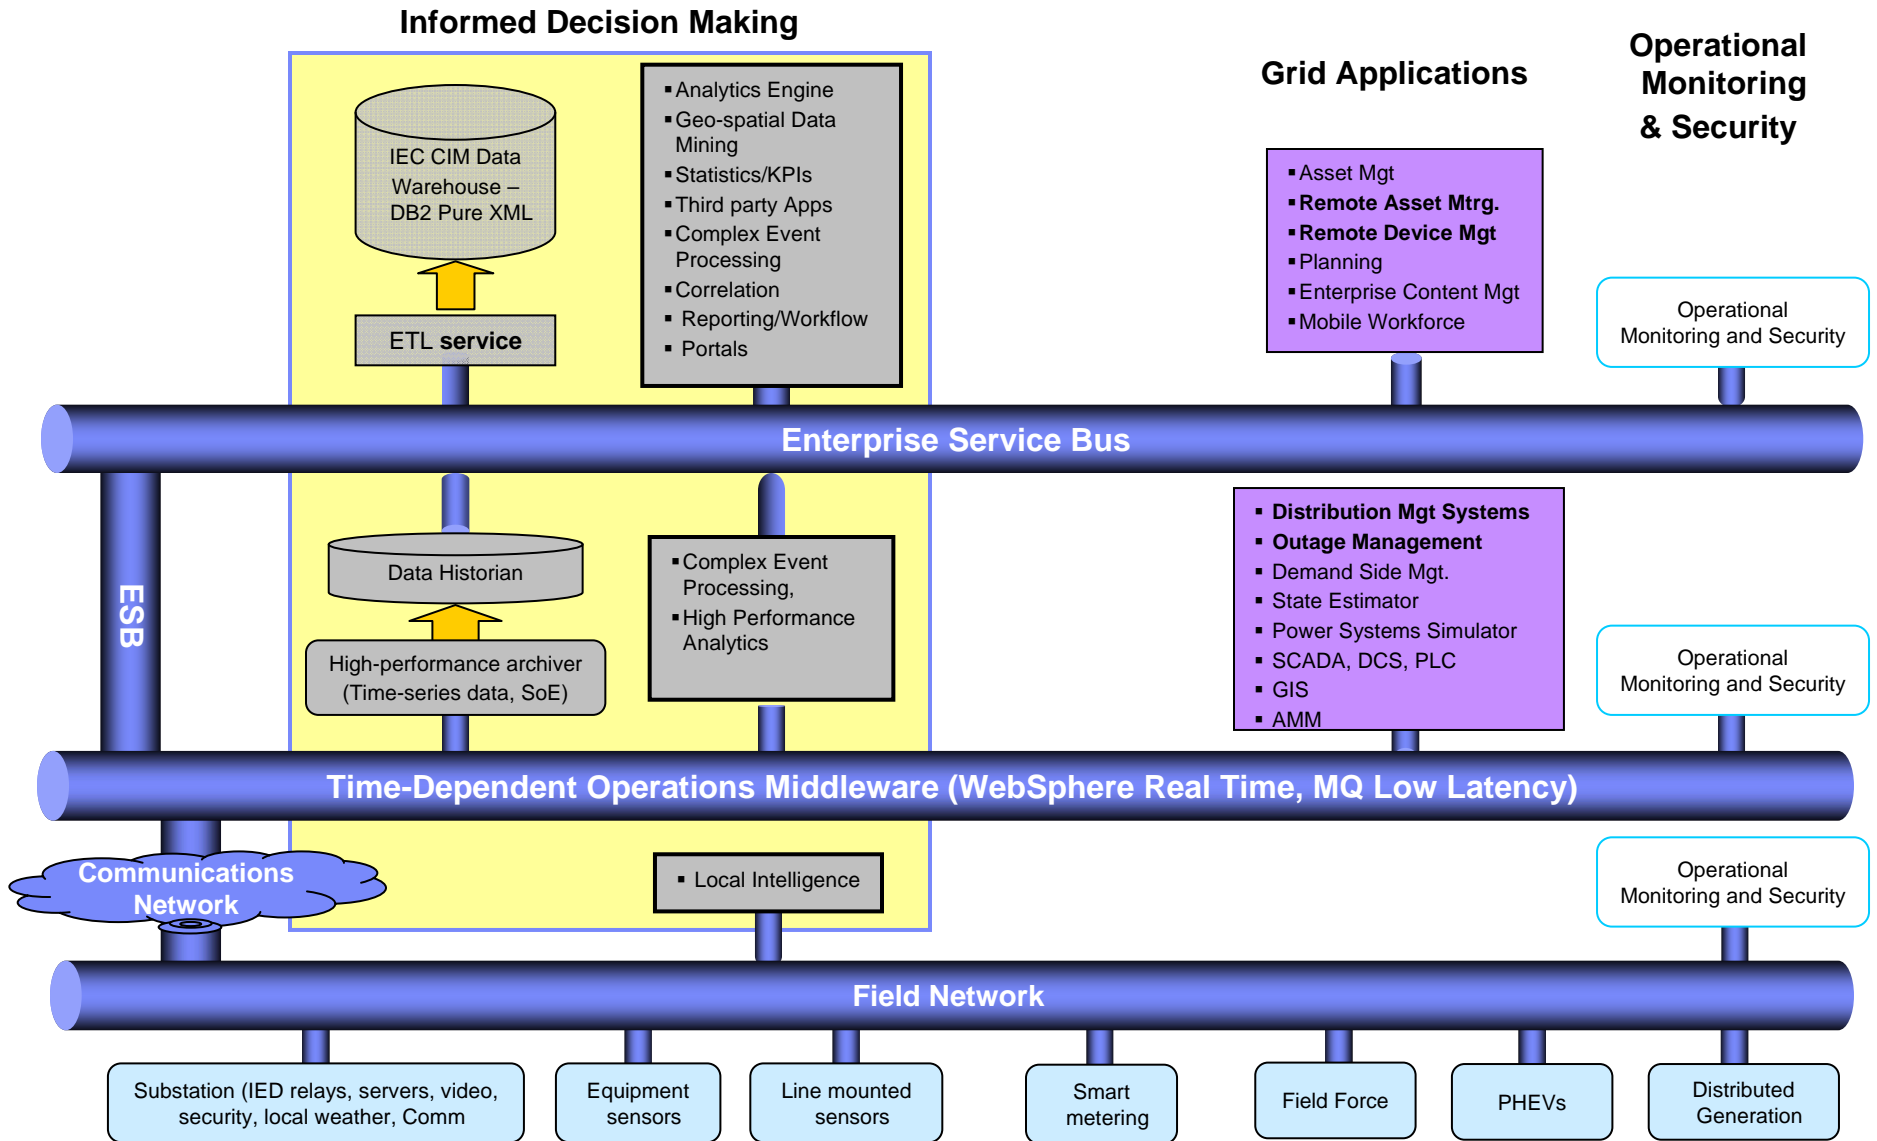 Informed Decision Making
Grid Applications
Operational
Monitoring
& Security
IEC CIM Data
Warehouse –
DB2 Pure XML
ETL service
▪Analytics Engine
▪Geo-spatial Data
Mining
▪Statistics/KPIs
▪Third party Apps
▪Complex Event
Processing
▪Correlation
▪ Reporting/Workflow
▪ Portals
▪Asset Mgt
▪Remote Asset Mtrg.
▪Remote Device Mgt
▪Planning
▪Enterprise Content Mgt
▪Mobile Workforce
Operational
Monitoring and Security
Enterprise Service Bus
ESB
Data Historian
High-performance archiver
(Time-series data, SoE)
▪Complex Event
Processing,
▪High Performance
Analytics
▪ Distribution Mgt Systems
▪ Outage Management
▪ Demand Side Mgt.
▪ State Estimator
▪ Power Systems Simulator
▪ SCADA, DCS, PLC
▪ GIS
▪ AMM
Operational
Monitoring and Security
Time-Dependent Operations Middleware (WebSphere Real Time, MQ Low Latency)
Communications
Network
▪ Local Intelligence
Operational
Monitoring and Security
Field Network
Substation (IED relays, servers, video,
security, local weather, Comm
Equipment
sensors
Line mounted
sensors
Smart
metering
Field Force
PHEVs
Distributed
Generation